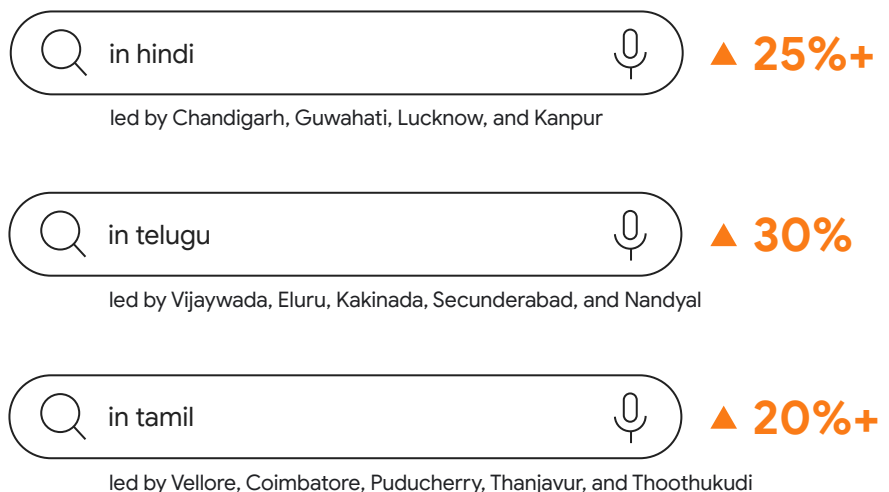 in hindi
▲ 25%+
led by Chandigarh, Guwahati, Lucknow, and Kanpur
in telugu
▲ 30%
led by Vijaywada, Eluru, Kakinada, Secunderabad, and Nandyal
in tamil
▲ 20%+
led by Vellore, Coimbatore, Puducherry, Thanjavur, and Thoothukudi